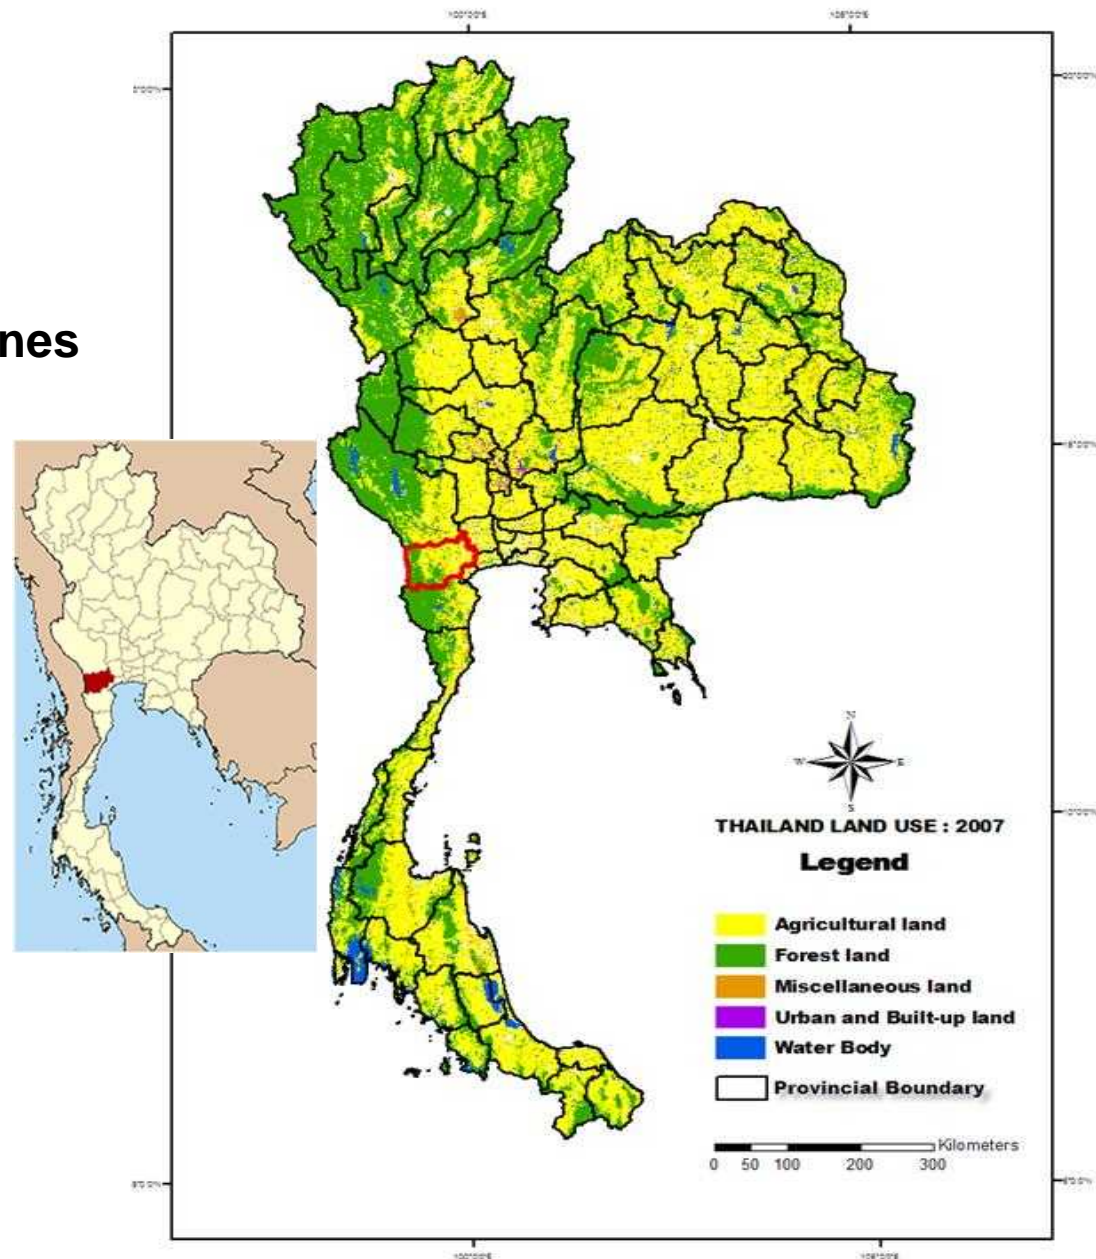 nes
N
W
E
S
THAILAND LAND USE : 2007
Legend
Agricultural land
Forest land
Miscellaneous land
Urban and Built-up land
Water Body
Provincial Boundary
Kilometers
0 50 100 200 300